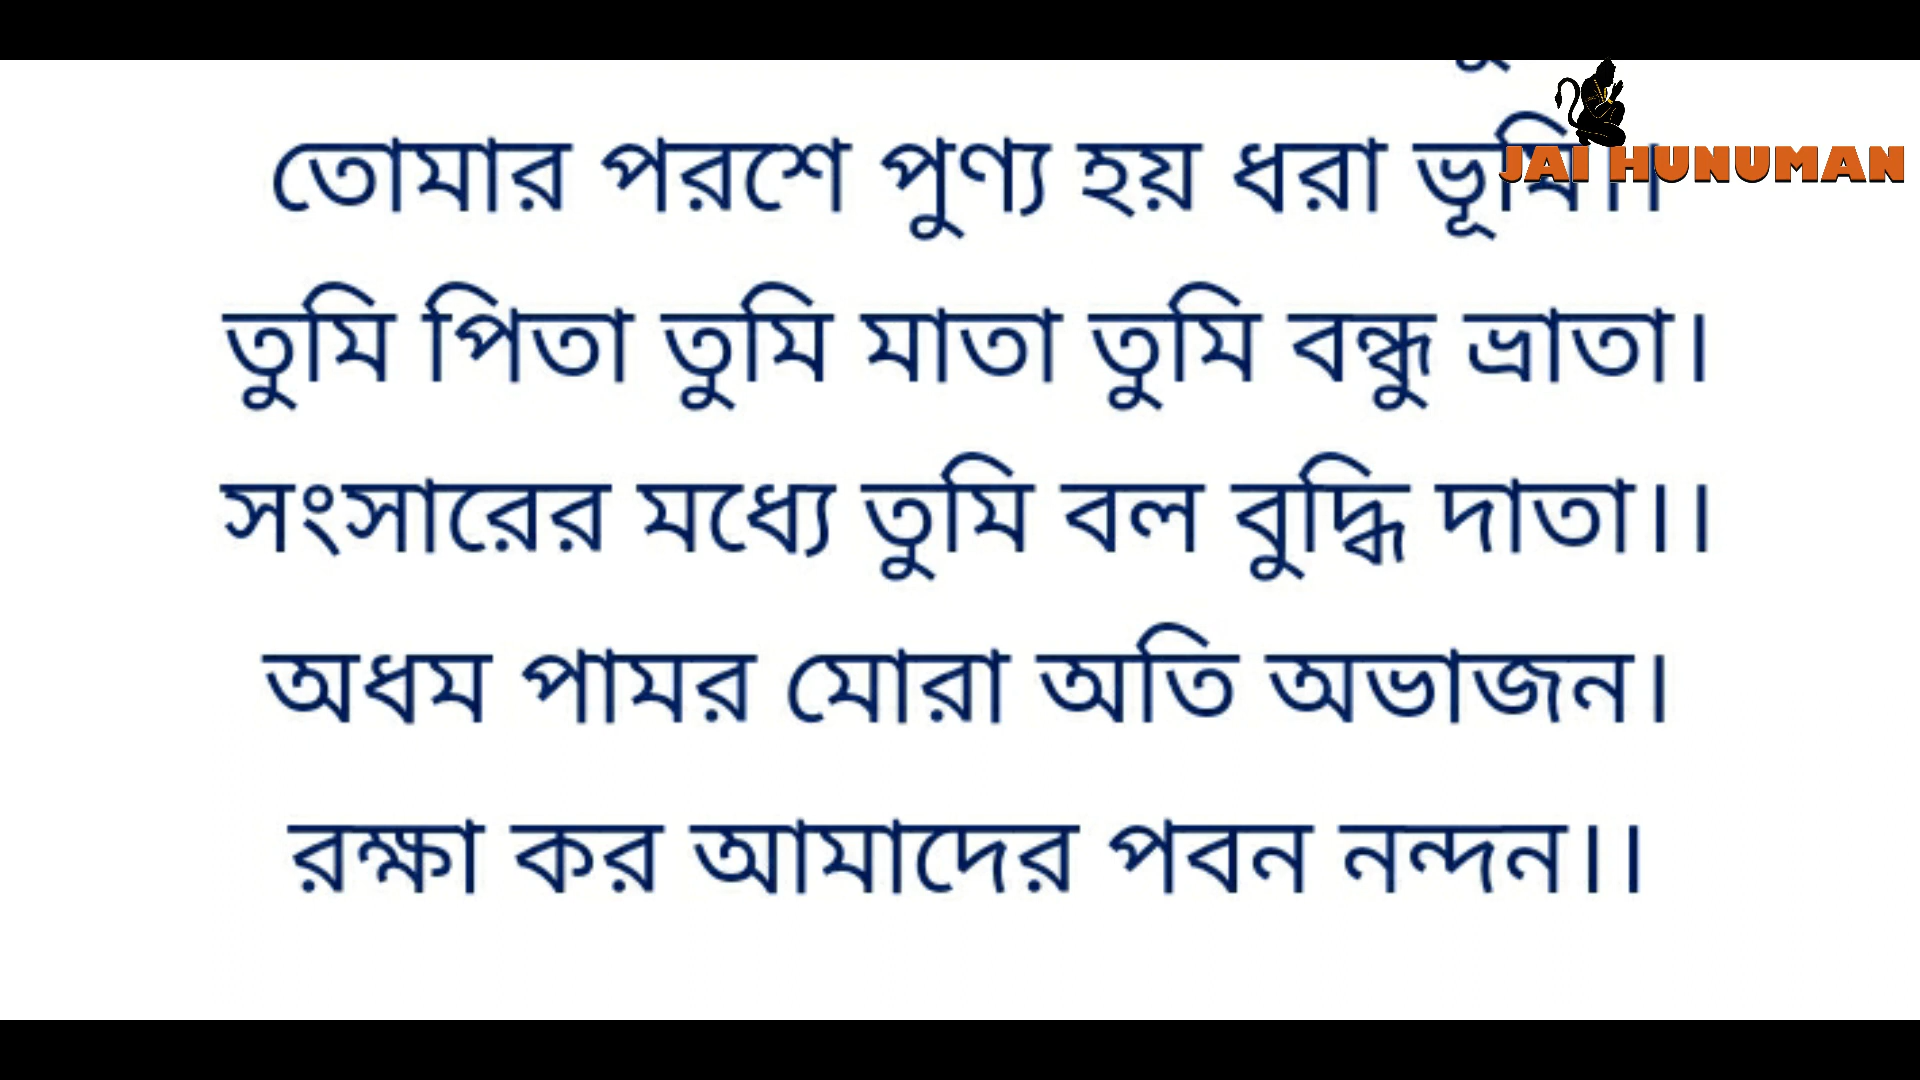 তোমার পরশে পুণ্য হয় ধরা ভূমি।।
JAI HUNUMAN
তুমি পিতা তুমি মাতা তুমি বন্ধু ভ্রাতা।
সংসারের মধ্যে তুমি বল বুদ্ধি দাতা।।
অধম পামর মোরা অতি অভাজন।
রক্ষা কর আমাদের পবন নন্দন।।